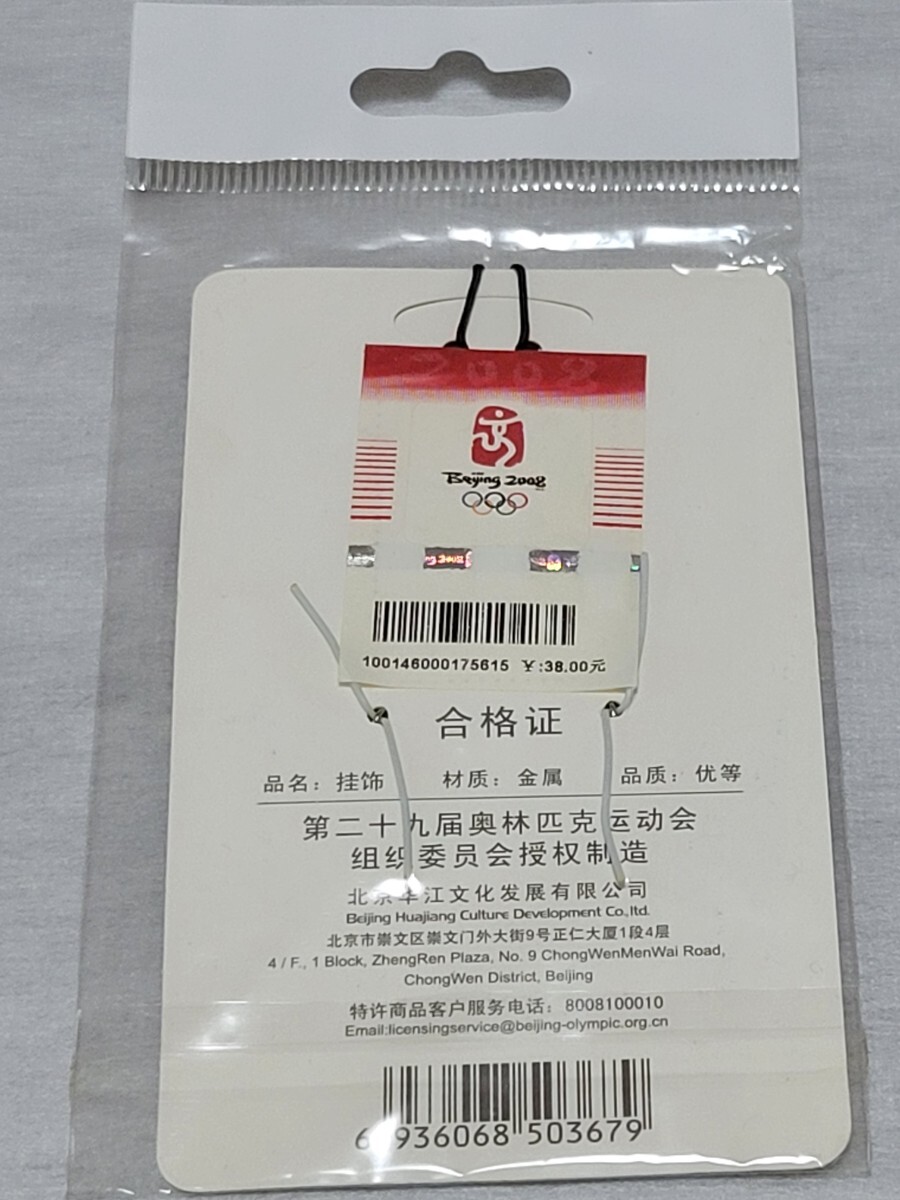 2008
Beijing 2008
100146000175615 ¥:38.00元
合格证
品名：挂饰 材质：金属 品质：优等
第二十九届奥林匹克运动会
组织委员会授权制造
北京华江文化发展有限公司
Beijing Huajiang Culture Development Co.,ltd.
北京市崇文区崇文门外大街9号正仁大厦1段4层
4 / F., 1 Block, ZhengRen Plaza, No. 9 ChongWenMenWai Road,
ChongWen District, Beijing
特许商品客户服务电话：8008100010
Email:licensingservice@beijing-olympic.org.cn
6 936068 503679